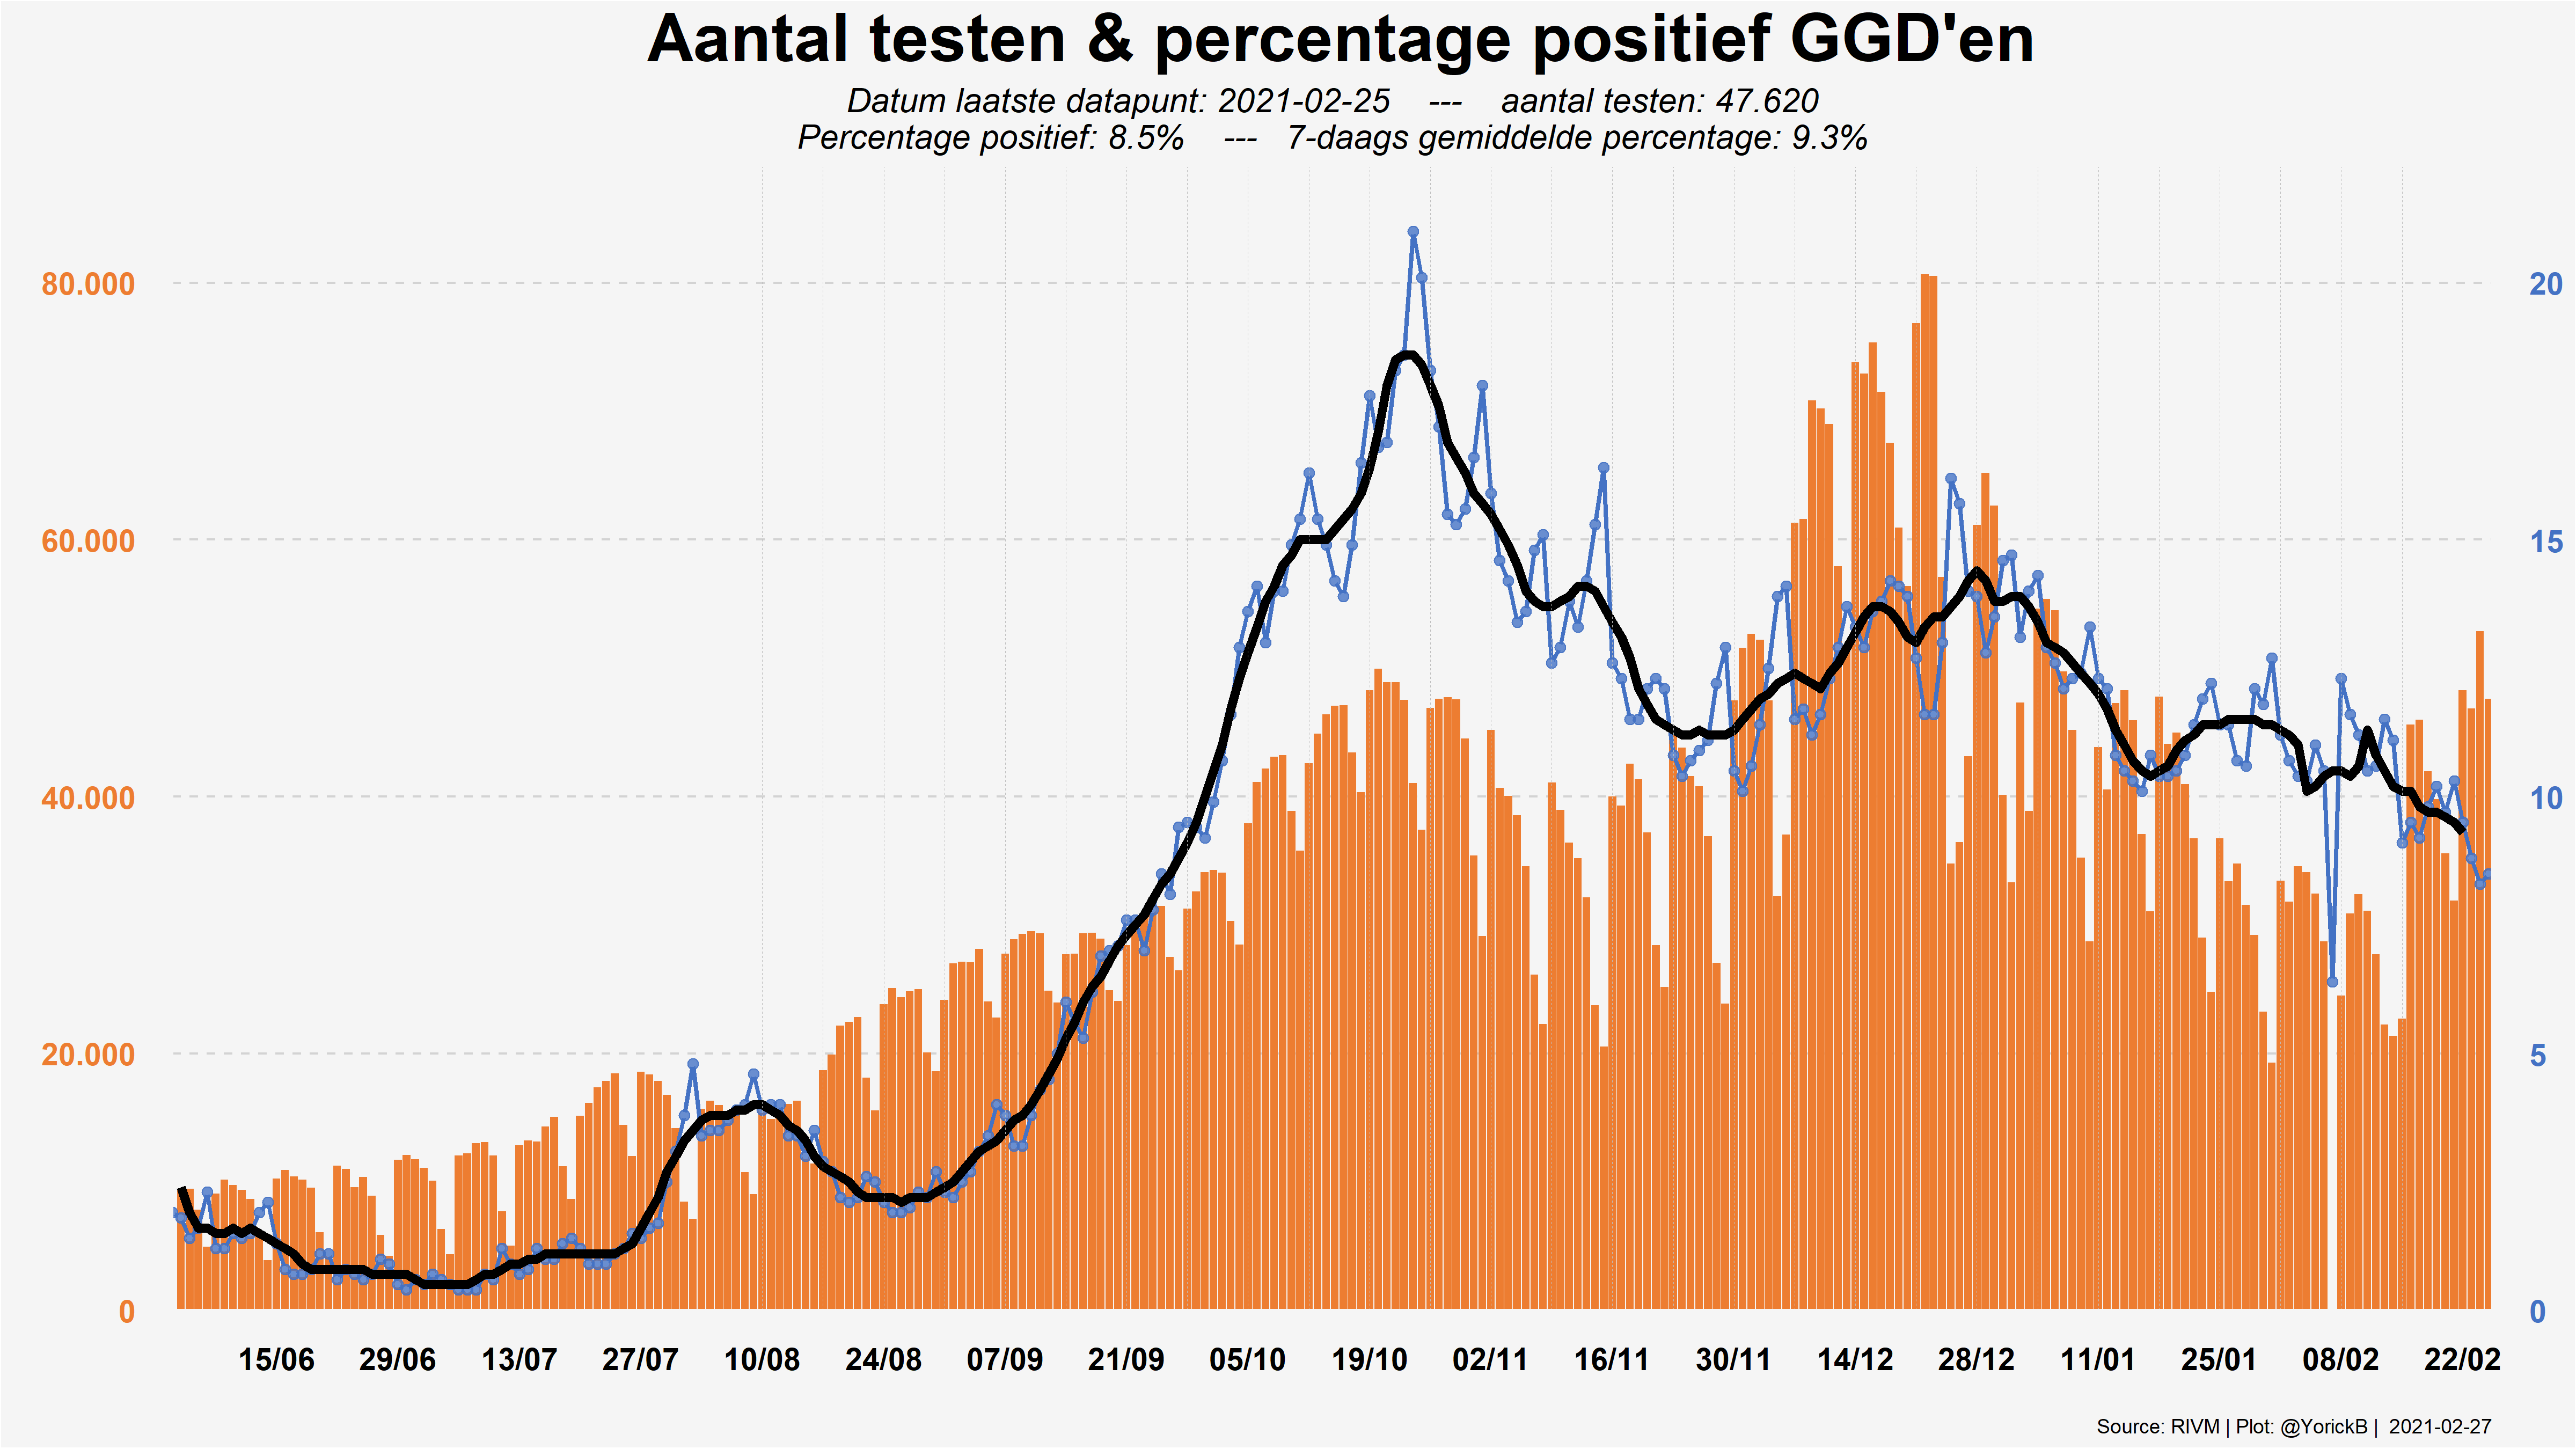 Aantal testen & percentage positief GGD'en
Datum laatste datapunt: 2021-02-25 --- aantal testen: 47.620
Percentage positief: 8.5% --- 7-daags gemiddelde percentage: 9.3%
80.000
20
60.000
15
40.000
10
20.000
5
0
0
15/06 29/06 13/07 27/07 10/08 24/08 07/09 21/09 05/10 19/10 02/11 16/11 30/11 14/12 28/12 11/01 25/01 08/02 22/02
Source: RIVM | Plot: @YorickB | 2021-02-27